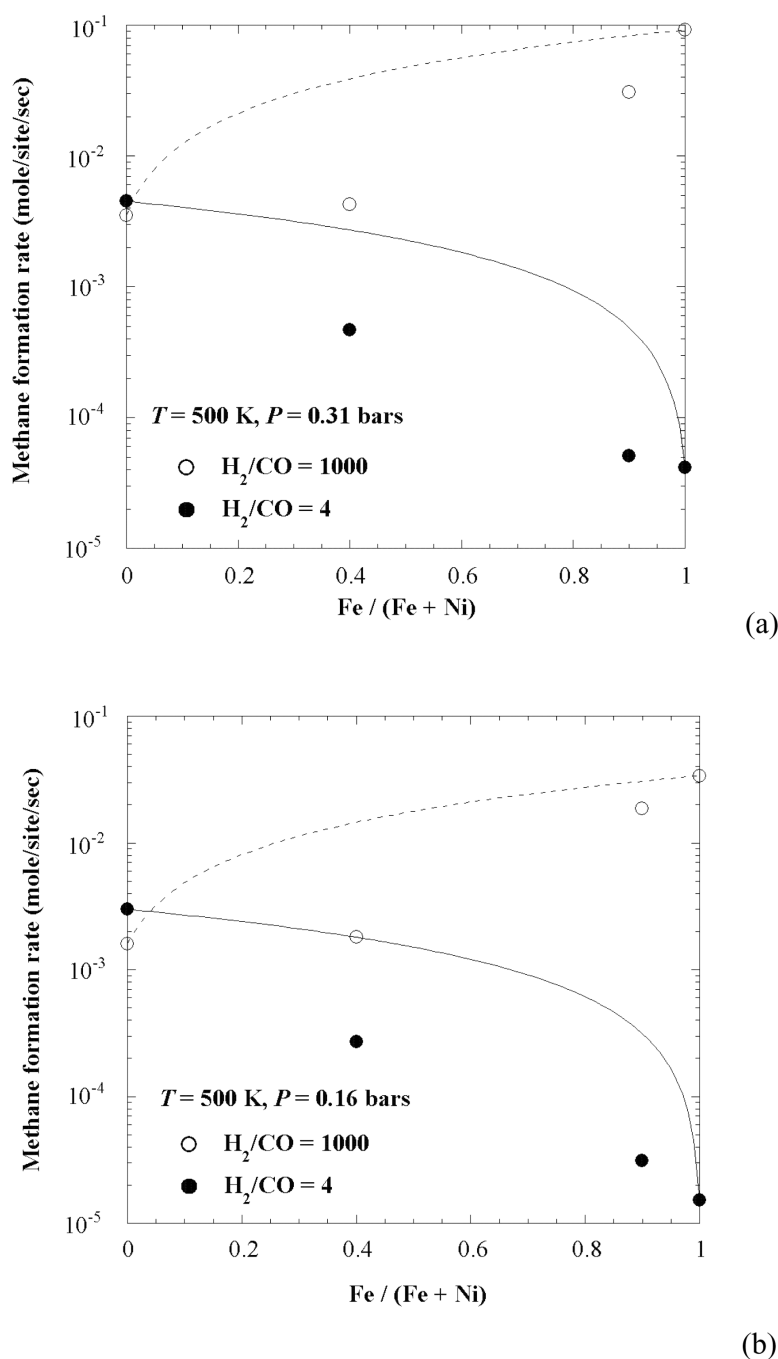 Methane formation rate (mole/site/sec)
10⁻¹
10⁻²
10⁻³
10⁻⁴
10⁻⁵
T = 500 K, P = 0.31 bars
H₂/CO = 1000
H₂/CO = 4
0 0.2 0.4 0.6 0.8 1
Fe / (Fe + Ni)
(a)
Methane formation rate (mole/site/sec)
10⁻¹
10⁻²
10⁻³
10⁻⁴
10⁻⁵
T = 500 K, P = 0.16 bars
H₂/CO = 1000
H₂/CO = 4
0 0.2 0.4 0.6 0.8 1
Fe / (Fe + Ni)
(b)